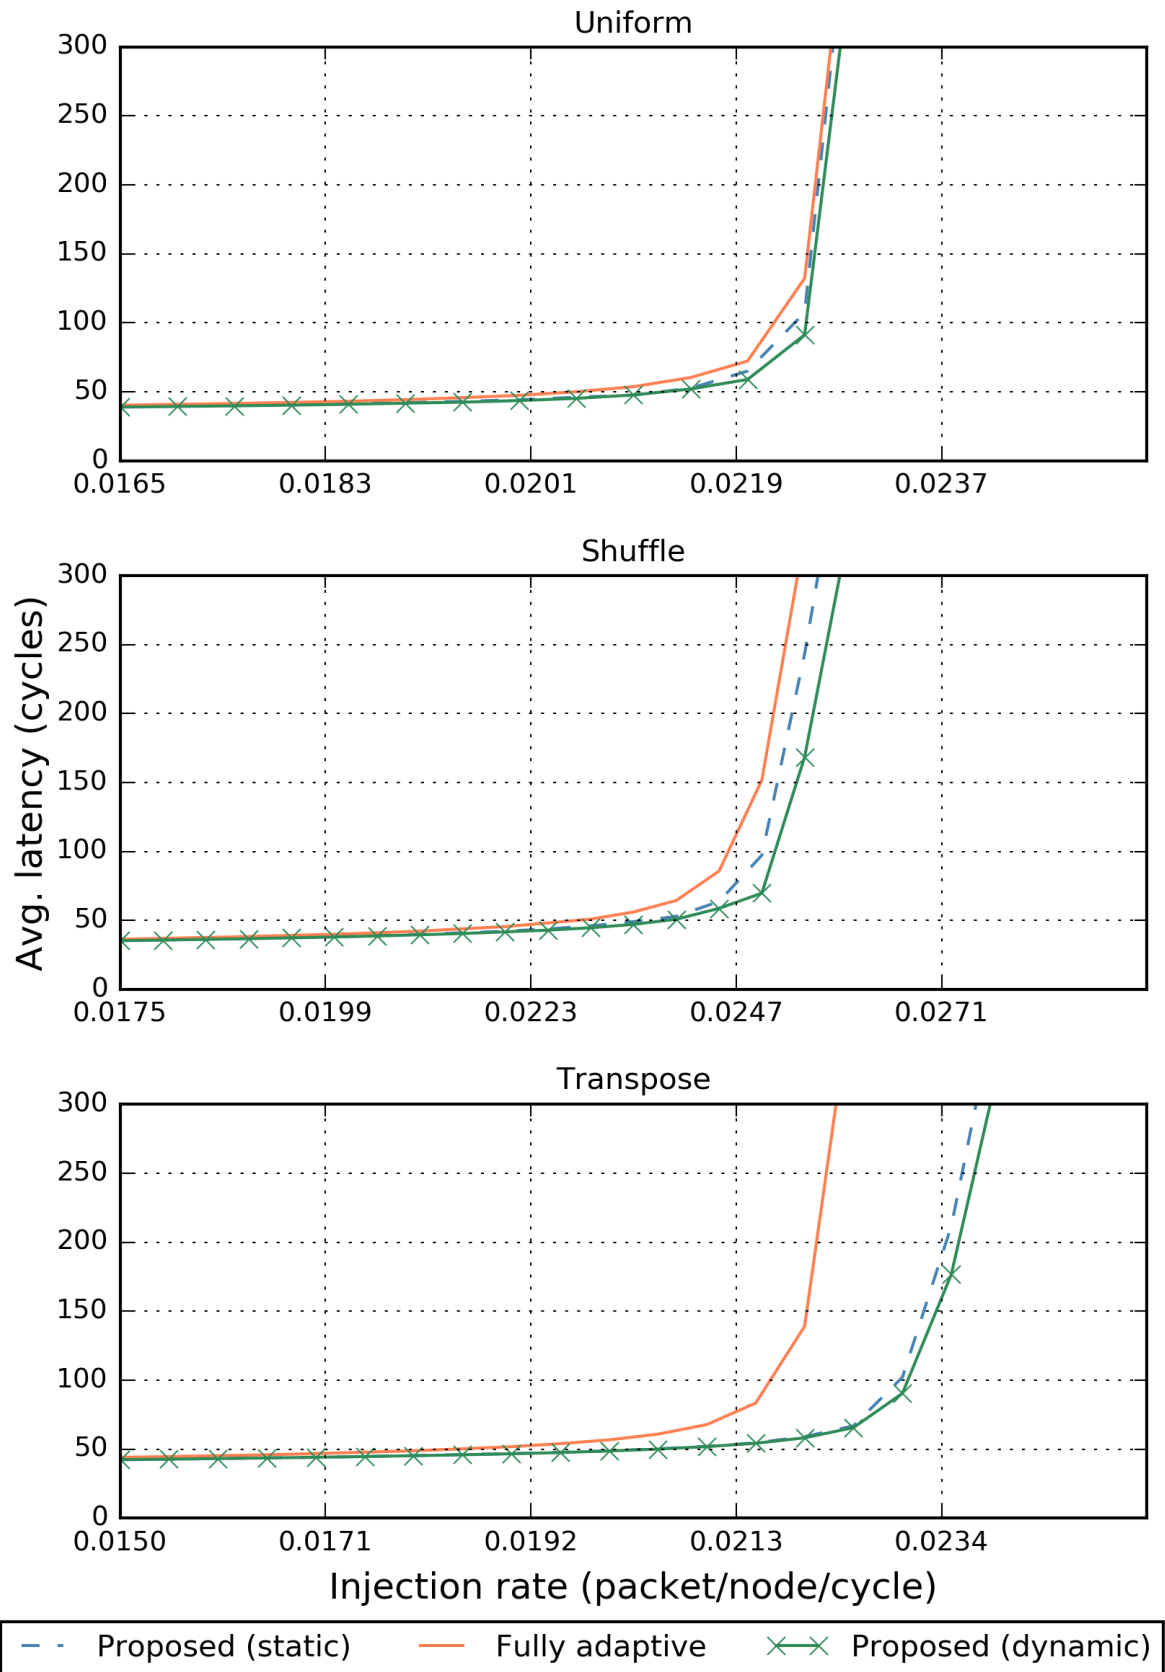 Uniform
300
250
200
150
100
50
0
0.0165 0.0183 0.0201 0.0219 0.0237
Shuffle
300
250
200
150
100
50
0
0.0175 0.0199 0.0223 0.0247 0.0271
Avg. latency (cycles)
Transpose
300
250
200
150
100
50
0
0.0150 0.0171 0.0192 0.0213 0.0234
Injection rate (packet/node/cycle)
Proposed (static) Fully adaptive Proposed (dynamic)